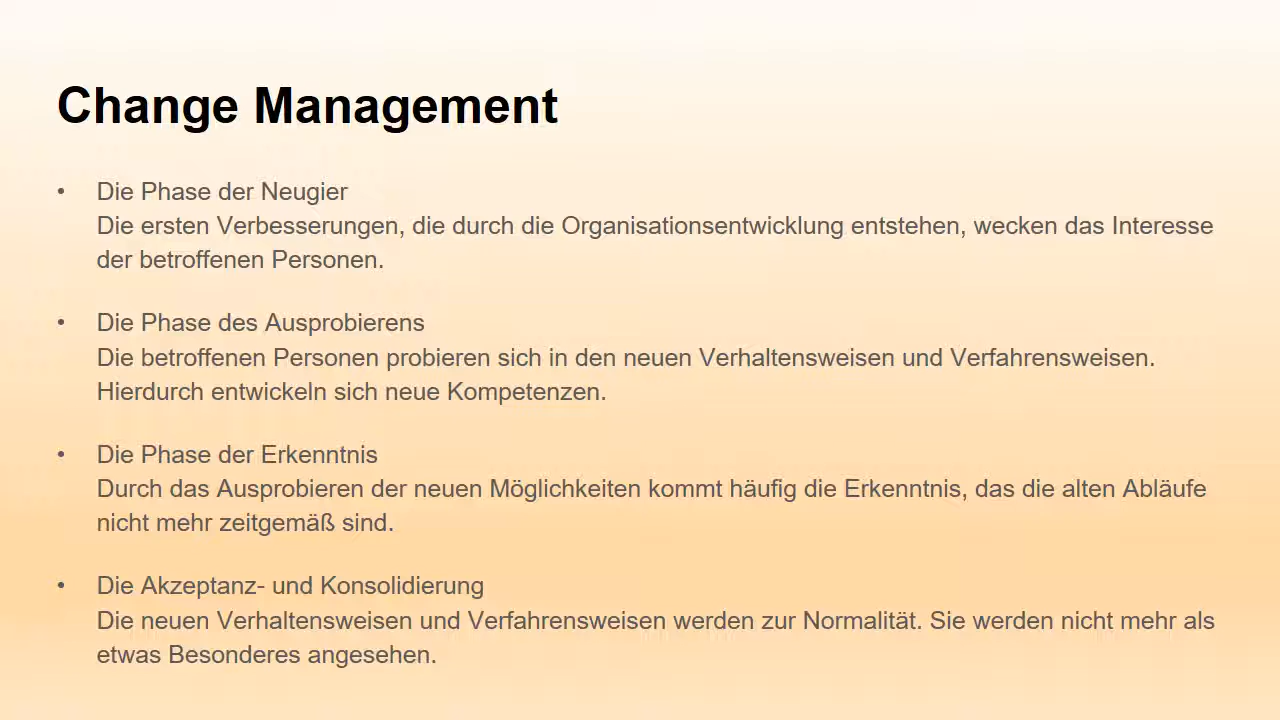 Change Management
• Die Phase der Neugier
Die ersten Verbesserungen, die durch die Organisationsentwicklung entstehen, wecken das Interesse
der betroffenen Personen.
• Die Phase des Ausprobierens
Die betroffenen Personen probieren sich in den neuen Verhaltensweisen und Verfahrensweisen.
Hierdurch entwickeln sich neue Kompetenzen.
• Die Phase der Erkenntnis
Durch das Ausprobieren der neuen Möglichkeiten kommt häufig die Erkenntnis, das die alten Abläufe
nicht mehr zeitgemäß sind.
• Die Akzeptanz- und Konsolidierung
Die neuen Verhaltensweisen und Verfahrensweisen werden zur Normalität. Sie werden nicht mehr als
etwas Besonderes angesehen.